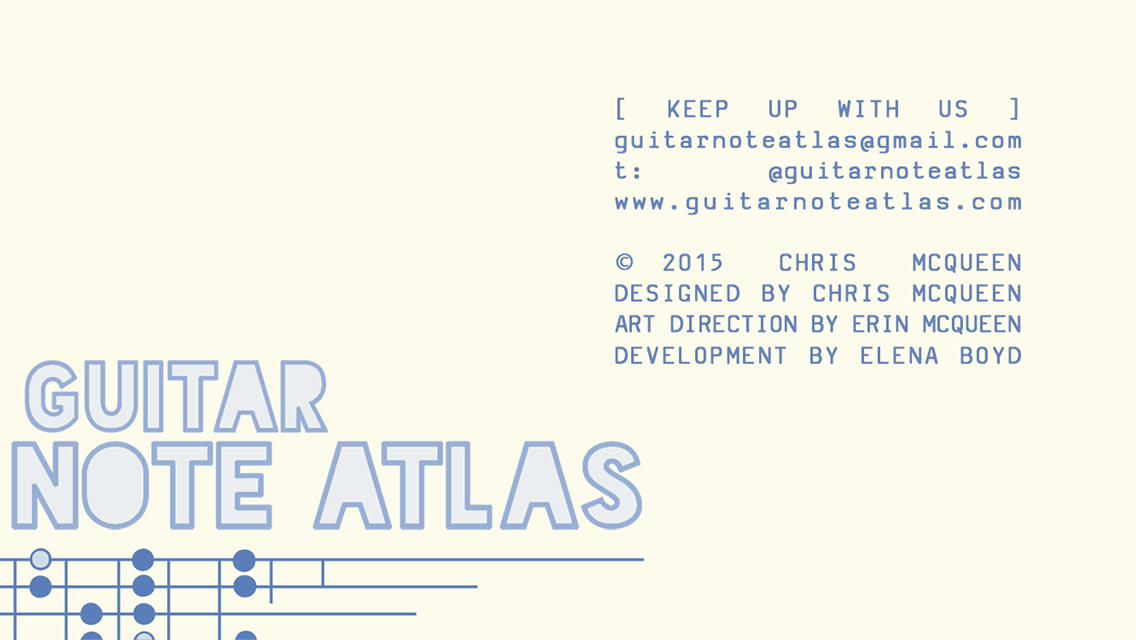 [ KEEP UP WITH US ]
guitarnoteatlas@gmail.com
t: @guitarnoteatlas
www.guitarnoteatlas.com
© 2015 CHRIS MCQUEEN
DESIGNED BY CHRIS MCQUEEN
ART DIRECTION BY ERIN MCQUEEN
DEVELOPMENT BY ELENA BOYD
GUITAR
NOTE ATLAS